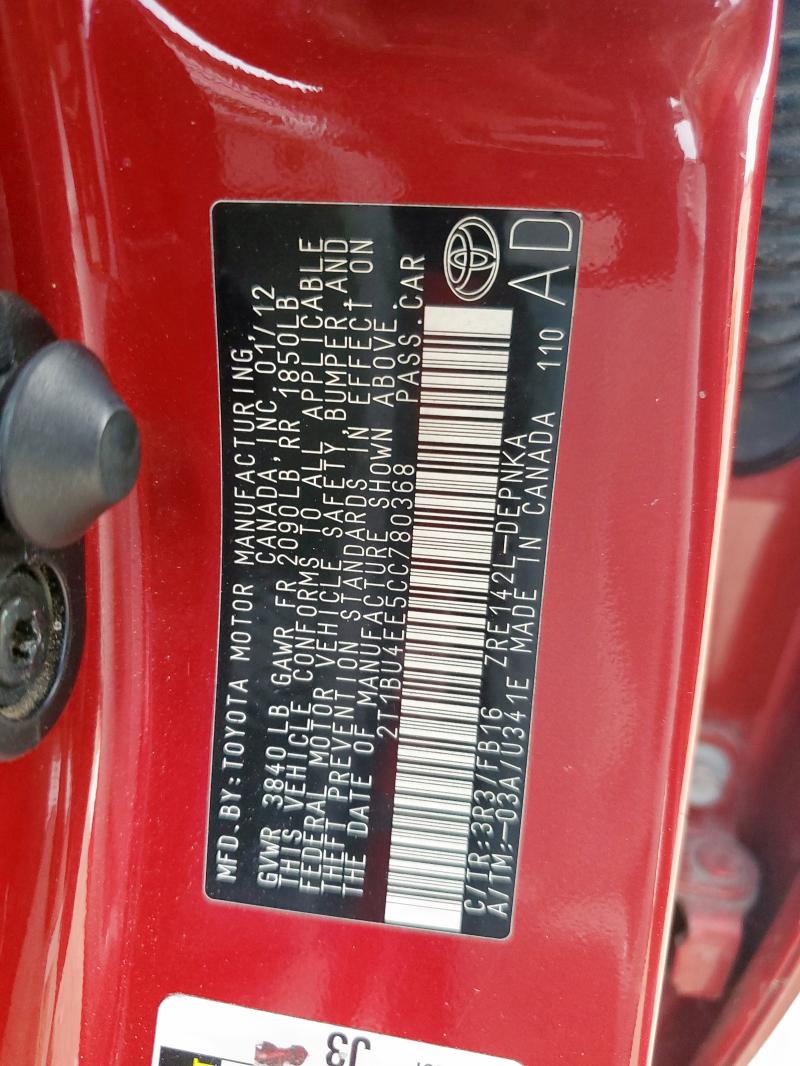 MFD.BY:TOYOTA MOTOR MANUFACTURING,
CANADA,INC.01/12
GVWR 3840LB GAWR FR 2090LB,RR 1850LB
THIS VEHICLE CONFORMS TO ALL APPLICABLE
FEDERAL MOTOR VEHICLE SAFETY, BUMPER,AND
THEFT PREVENTION STANDARDS IN EFFECT ON
THE DATE OF MANUFACTURE SHOWN ABOVE.
2T1BU4EE5CC780368 PASS.CAR
C/TR:3R3/FB16 ZRE142L-DEPNKA
A/TM:-03A/U341E MADE IN CANADA 110
AD
J3